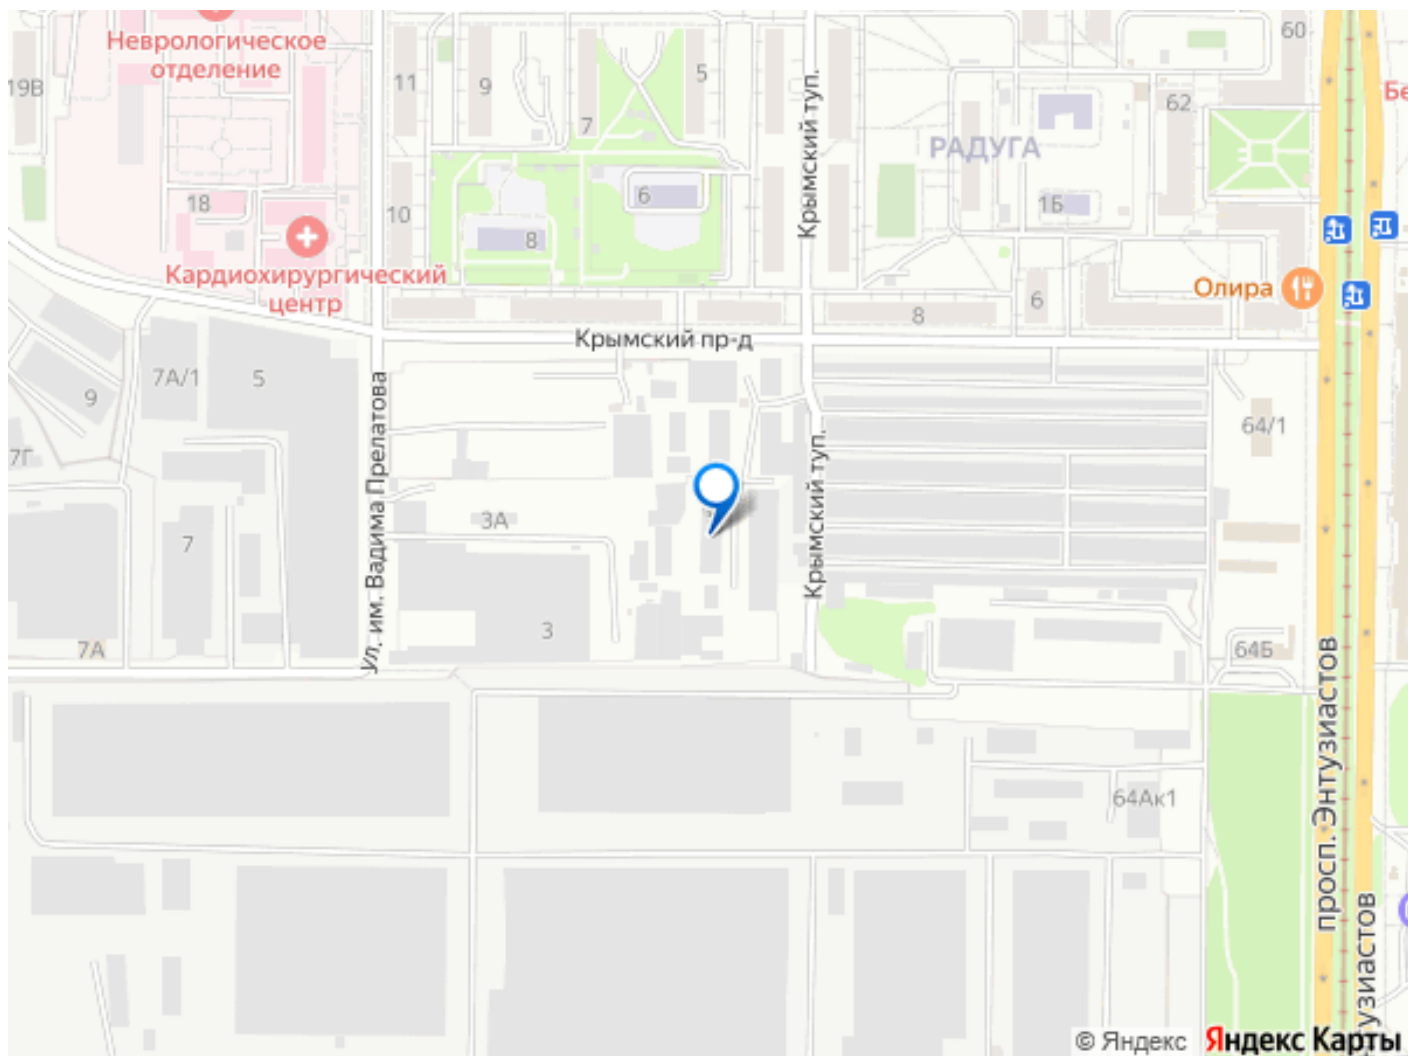 Неврологическое
отделение
19В
11
9
5
7
60
Бе
62
РАДУГА
Крымский туп.
6
1Б
18
10
8
Кардиохирургический
центр
Олира
6
8
Крымский пр-д
7А/1
5
9
64/1
7Г
Ул. им. Вадима Прелатова
Крымский туп.
3А
7
3
7А
64Б
просп. Энтузиастов
64Ак1
тузиастов
© Яндекс
Яндекс Карты